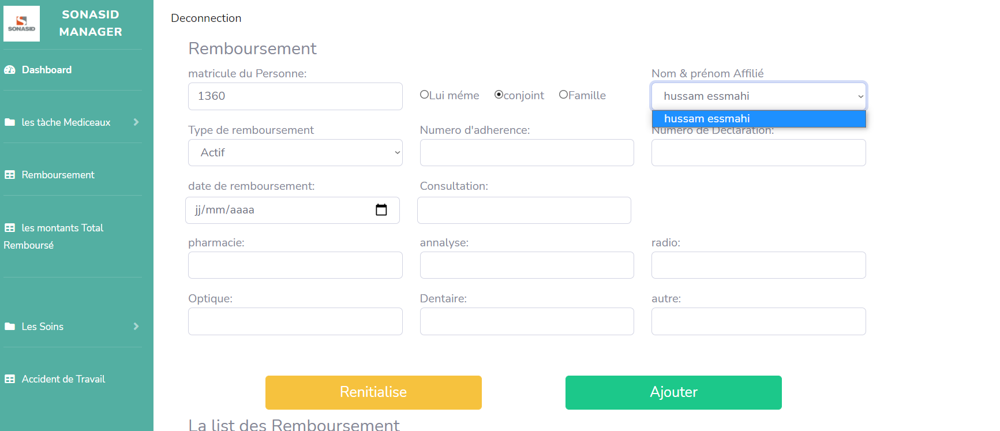 SONASID
SONASID
MANAGER
Dashboard
les tàche Mediceaux
Remboursement
les montants Total
Remboursé
Les Soins
Accident de Travail
Deconnection
Remboursement
matricule du Personne:
1360
Lui méme conjoint Famille
Nom & prénom Affilié
hussam essmahi
hussam essmahi
Type de remboursement
Actif
Numero d'adherence:
Numero de Declaration:
date de remboursement:
jj/mm/aaaa
Consultation:
pharmacie:
annalyse:
radio:
Optique:
Dentaire:
autre:
Renitialise
Ajouter
La list des Remboursement